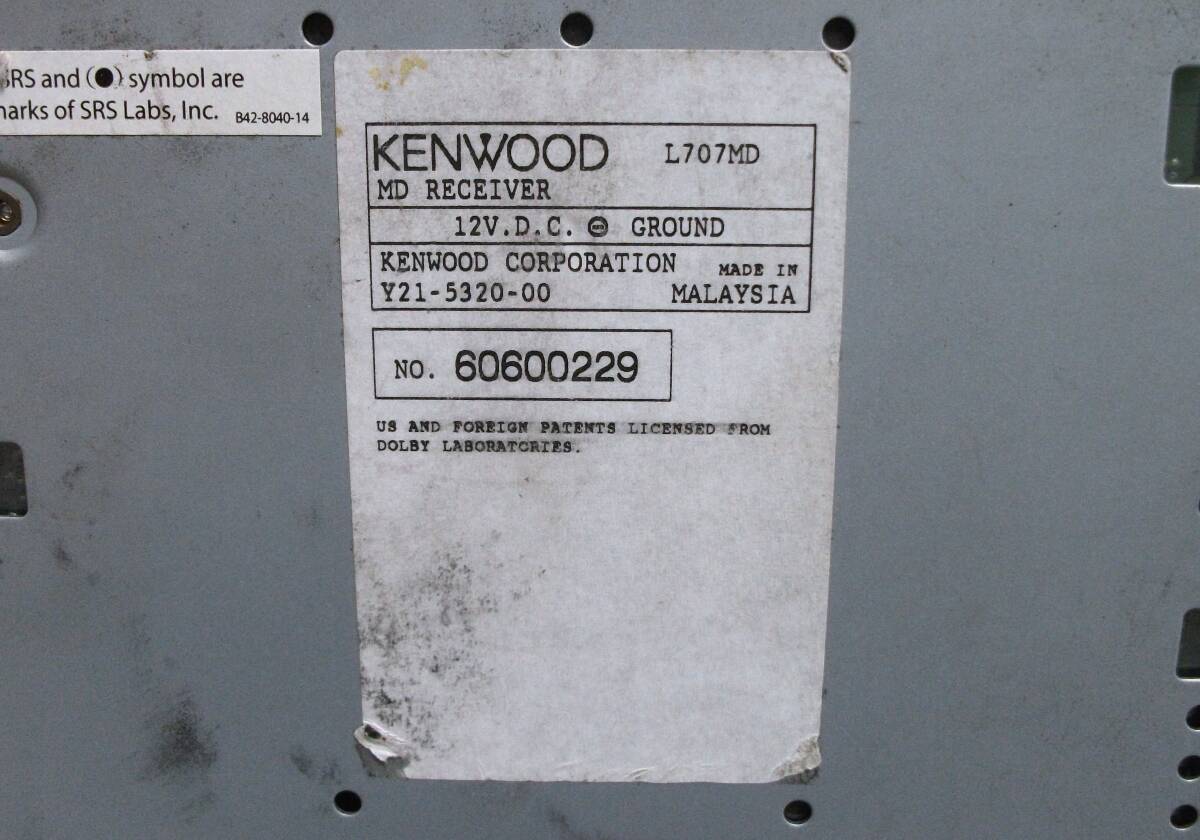 SRS and (●) symbol are
marks of SRS Labs, Inc. B42-8040-14
KENWOOD L707MD
MD RECEIVER
12V.D.C. ⊖ GROUND
KENWOOD CORPORATION MADE IN
Y21-5320-00 MALAYSIA
NO. 60600229
US AND FOREIGN PATENTS LICENSED FROM
DOLBY LABORATORIES.